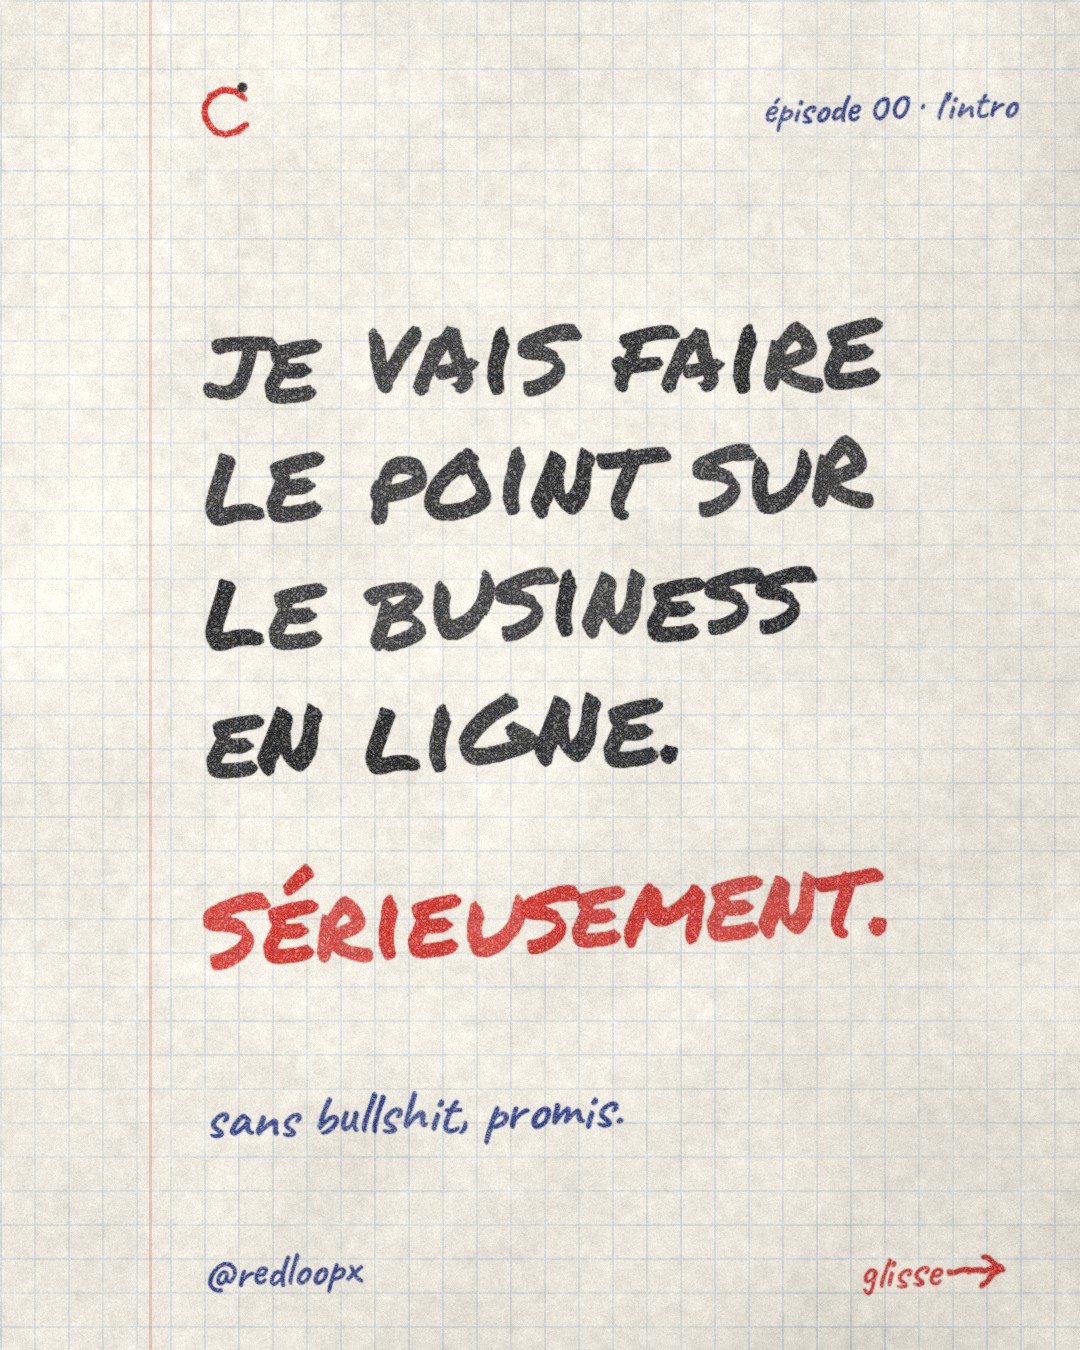 épisode 00 · l'intro
JE VAIS FAIRE
LE POINT SUR
LE BUSINESS
EN LIGNE.
SÉRIEUSEMENT.
sans bullshit, promis.
@redloopx
glisse→